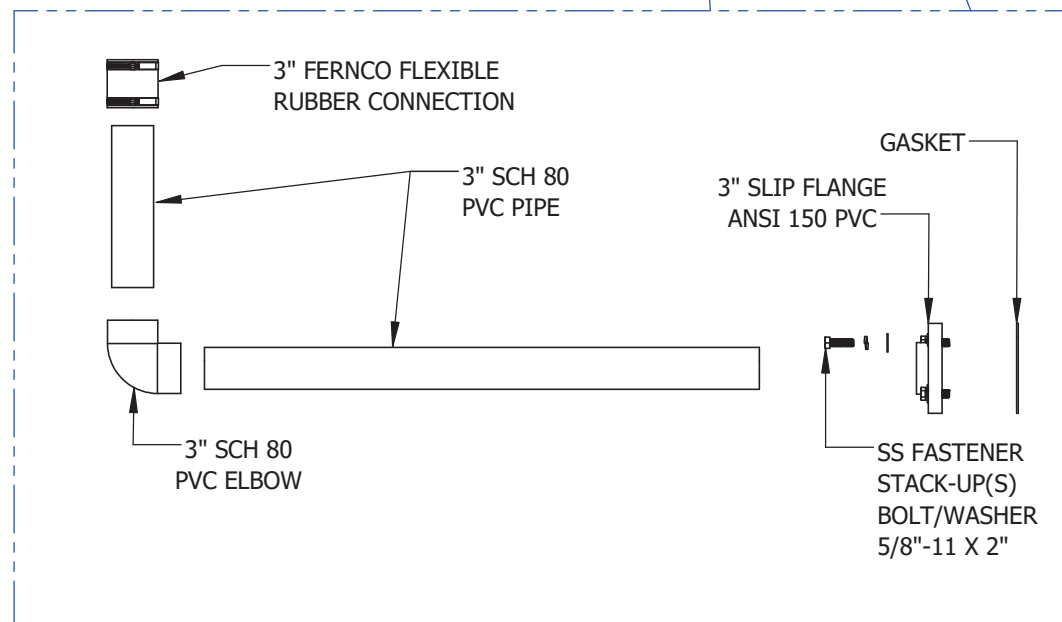 3" FERNCO FLEXIBLE
RUBBER CONNECTION
3" SCH 80
PVC PIPE
GASKET
3" SLIP FLANGE
ANSI 150 PVC
3" SCH 80
PVC ELBOW
SS FASTENER
STACK-UP(S)
BOLT/WASHER
5/8"-11 X 2"